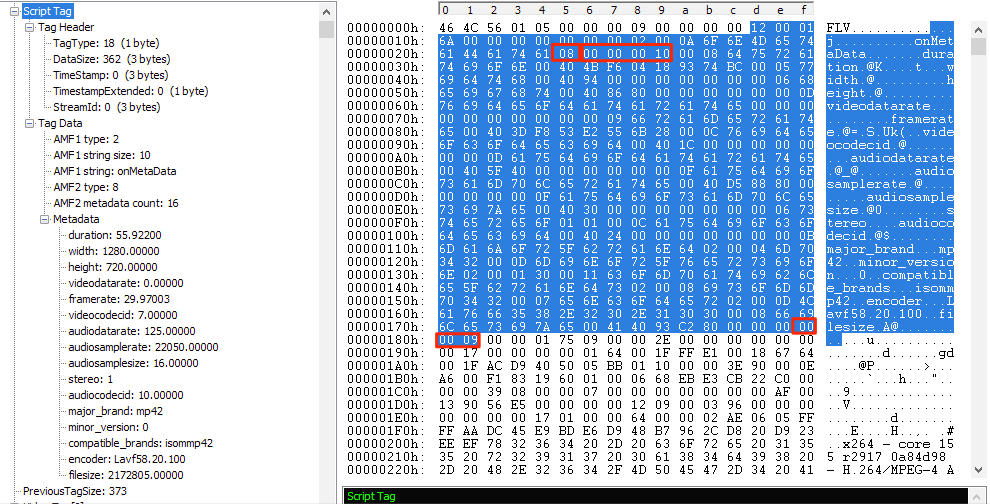 Script Tag
Tag Header
TagType: 18 (1 byte)
DataSize: 362 (3 bytes)
TimeStamp: 0 (3 bytes)
TimestampExtended: 0 (1 byte)
StreamId: 0 (3 bytes)
Tag Data
AMF1 type: 2
AMF1 string size: 10
AMF1 string: onMetaData
AMF2 type: 8
AMF2 metadata count: 16
Metadata
duration: 55.92200
width: 1280.00000
height: 720.00000
videodatarate: 0.00000
framerate: 29.97003
videocodecid: 7.00000
audiodatarate: 125.00000
audiosamplerate: 22050.00000
audiosamplesize: 16.00000
stereo: 1
audiocodecid: 10.00000
major_brand: mp42
minor_version: 0
compatible_brands: isommp42
encoder: Lavf58.20.100
filesize: 2172805.00000
PreviousTagSize: 373
0 1 2 3 4 5 6 7 8 9 a b c d e f
00000000h: 46 4C 56 01 05 00 00 00 09 00 00 00 00 12 00 01 FLV.............
00000010h: 6A 00 00 00 00 00 00 00 02 00 0A 6F 6E 4D 65 74 j..........onMet
00000020h: 61 44 61 74 61 08 00 00 00 10 00 08 64 75 72 61 aData.......dura
00000030h: 74 69 6F 6E 00 40 4B F6 04 18 93 74 BC 00 05 77 tion.@K....t...w
00000040h: 69 64 74 68 00 40 94 00 00 00 00 00 00 00 06 68 idth.@.........h
00000050h: 65 69 67 68 74 00 40 86 80 00 00 00 00 00 00 0D eight.@.........
00000060h: 76 69 64 65 6F 64 61 74 61 72 61 74 65 00 00 00 videodatarate...
00000070h: 00 00 00 00 00 00 00 09 66 72 61 6D 65 72 61 74 ........framerat
00000080h: 65 00 40 3D F8 53 E2 55 6B 28 00 0C 76 69 64 65 e.@=.S.Uk(..vide
00000090h: 6F 63 6F 64 65 63 69 64 00 40 1C 00 00 00 00 00 ocodecid.@......
000000A0h: 00 00 0D 61 75 64 69 6F 64 61 74 61 72 61 74 65 ...audiodatarate
000000B0h: 00 40 5F 40 00 00 00 00 00 00 0F 61 75 64 69 6F .@_@.......audio
000000C0h: 73 61 6D 70 6C 65 72 61 74 65 00 40 D5 88 80 00 samplerate.@....
000000D0h: 00 00 00 00 0F 61 75 64 69 6F 73 61 6D 70 6C 65 .....audiosample
000000E0h: 73 69 7A 65 00 40 30 00 00 00 00 00 00 00 06 73 size.@0........s
000000F0h: 74 65 72 65 6F 01 01 00 0C 61 75 64 69 6F 63 6F tereo....audioco
00000100h: 64 65 63 69 64 00 40 24 00 00 00 00 00 00 00 0B decid.@$........
00000110h: 6D 61 6A 6F 72 5F 62 72 61 6E 64 02 00 04 6D 70 major_brand...mp
00000120h: 34 32 00 0D 6D 69 6E 6F 72 5F 76 65 72 73 69 6F 42..minor_versio
00000130h: 6E 02 00 01 30 00 11 63 6F 6D 70 61 74 69 62 6C n...0..compatibl
00000140h: 65 5F 62 72 61 6E 64 73 02 00 08 69 73 6F 6D 6D e_brands...isomm
00000150h: 70 34 32 00 07 65 6E 63 6F 64 65 72 02 00 0D 4C p42..encoder...L
00000160h: 61 76 66 35 38 2E 32 30 2E 31 30 30 00 08 66 69 avf58.20.100..fi
00000170h: 6C 65 73 69 7A 65 00 41 40 93 C2 80 00 00 00 00 lesize.A@.......
00000180h: 00 09 00 00 01 75 09 00 00 2E 00 00 00 00 00 00 .....u..........
00000190h: 00 17 00 00 00 00 01 64 00 1F FF E1 00 18 67 64 .......d......gd
000001A0h: 00 1F AC D9 40 50 05 BB 01 10 00 00 3E 90 00 0E ....@P......>...
000001B0h: A6 00 F1 83 19 60 01 00 06 68 EB E3 CB 22 C0 00 .....`...h..."..
000001C0h: 00 00 39 08 00 00 07 00 00 00 00 00 00 00 AF 00 ..9.............
000001D0h: 13 90 56 E5 00 00 00 00 12 09 00 03 96 00 00 00 ..V.............
000001E0h: 00 00 00 00 17 01 00 00 64 00 00 02 AE 06 05 FF
000001F0h: FF AA DC 45 E9 BD E6 D9 48 B7 96 2C D8 20 D9 23 ...E....H..,. .#
00000200h: EE EF 78 32 36 34 20 2D 20 63 6F 72 65 20 31 35 ..x264 - core 15
00000210h: 35 20 72 32 39 31 37 20 30 61 38 34 64 39 38 5 r2917 0a84d98
00000220h: 2D 20 48 2E 32 36 34 2F 4D 50 45 47 2D 34 20 41 - H.264/MPEG-4 A
Script Tag